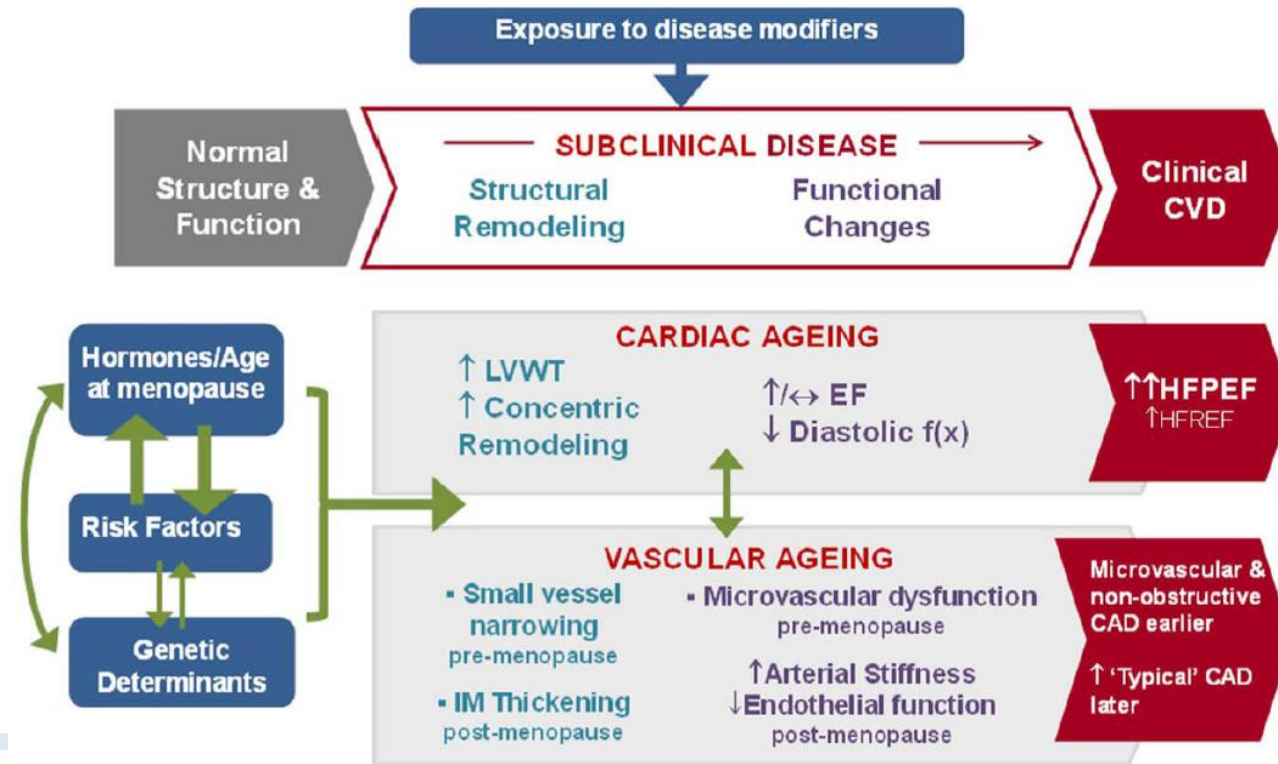 Exposure to disease modifiers
Normal
Structure &
Function
SUBCLINICAL DISEASE
Structural
Remodeling
Functional
Changes
Clinical
CVD
Hormones/Age
at menopause
Risk Factors
Genetic
Determinants
CARDIAC AGEING
↑ LVWT
↑ Concentric
Remodeling
↑/↔ EF
↓ Diastolic f(x)
↑↑HFPEF
↑HFREF
VASCULAR AGEING
▪ Small vessel
narrowing
pre-menopause
▪ IM Thickening
post-menopause
▪ Microvascular dysfunction
pre-menopause
↑Arterial Stiffness
↓Endothelial function
post-menopause
Microvascular &
non-obstructive
CAD earlier
↑ 'Typical' CAD
later